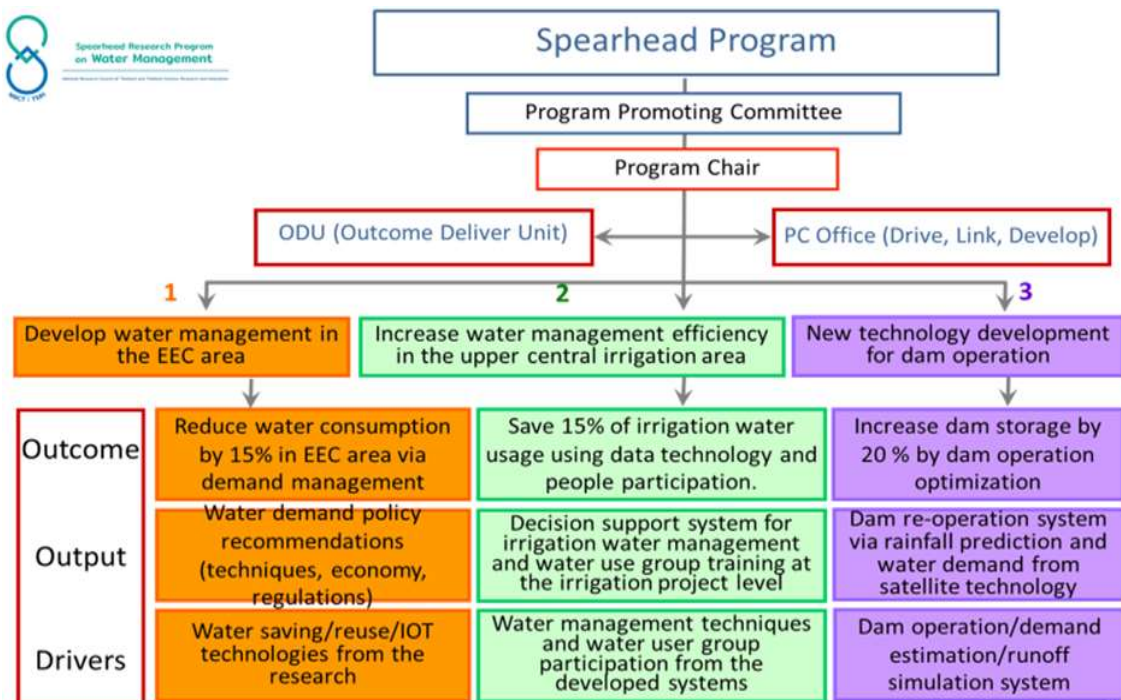 Spearhead Research Program
on Water Management
Spearhead Program
Program Promoting Committee
Program Chair
ODU (Outcome Deliver Unit)
PC Office (Drive, Link, Develop)
1
2
3
Develop water management in
the EEC area
Increase water management efficiency
in the upper central irrigation area
New technology development
for dam operation
Outcome
Reduce water consumption
by 15% in EEC area via
demand management
Save 15% of irrigation water
usage using data technology and
people participation.
Increase dam storage by
20 % by dam operation
optimization
Output
Water demand policy
recommendations
(techniques, economy,
regulations)
Decision support system for
irrigation water management
and water use group training at
the irrigation project level
Dam re-operation system
via rainfall prediction and
water demand from
satellite technology
Drivers
Water saving/reuse/IOT
technologies from the
research
Water management techniques
and water user group
participation from the
developed systems
Dam operation/demand
estimation/runoff
simulation system